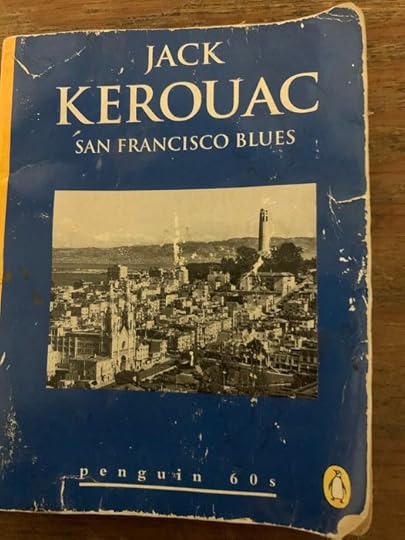 JACK
KEROUAC
SAN FRANCISCO BLUES
penguin 60s